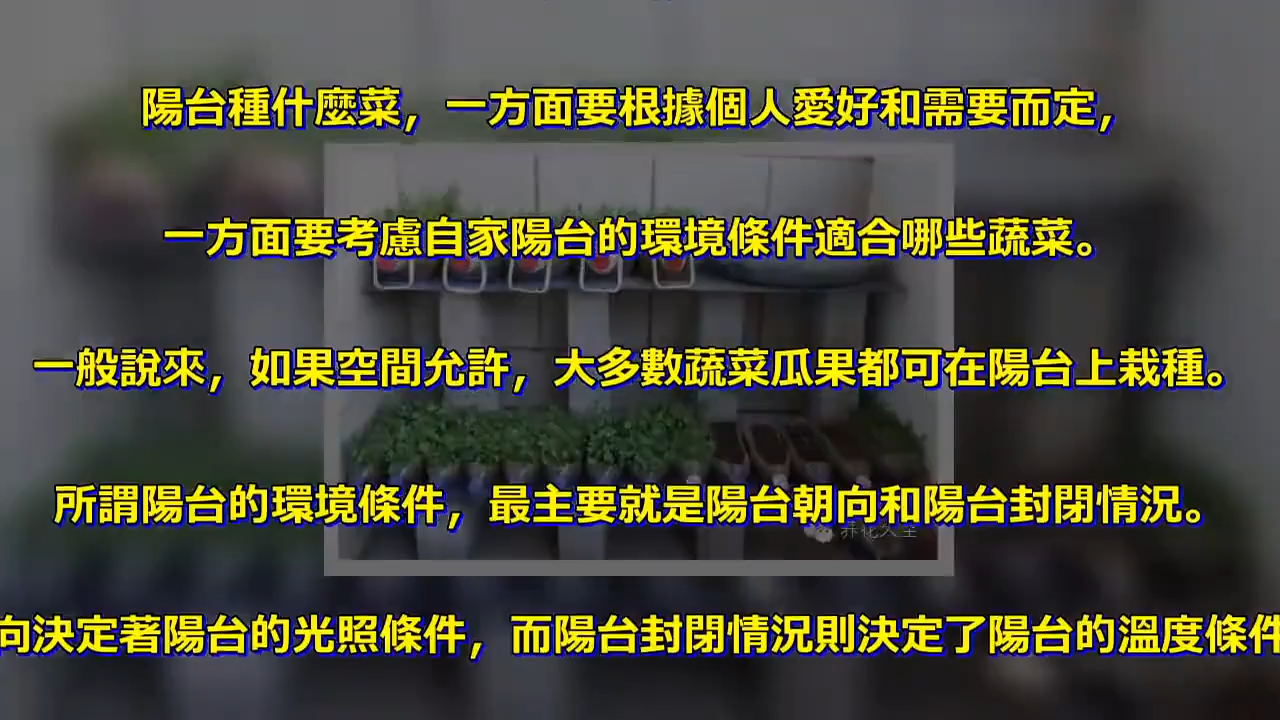 陽台種什麼菜，一方面要根據個人愛好和需要而定，
一方面要考慮自家陽台的環境條件適合哪些蔬菜。
一般說來，如果空間允許，大多數蔬菜瓜果都可在陽台上栽種。
所謂陽台的環境條件，最主要就是陽台朝向和陽台封閉情況。
养花大全
向決定著陽台的光照條件，而陽台封閉情況則決定了陽台的溫度條件